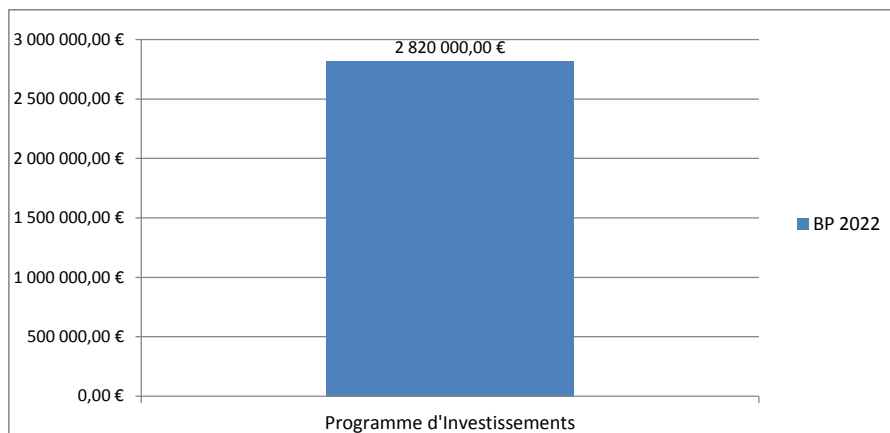 3 000 000,00 €
2 820 000,00 €
2 500 000,00 €
2 000 000,00 €
1 500 000,00 €
BP 2022
1 000 000,00 €
500 000,00 €
0,00 €
Programme d'Investissements